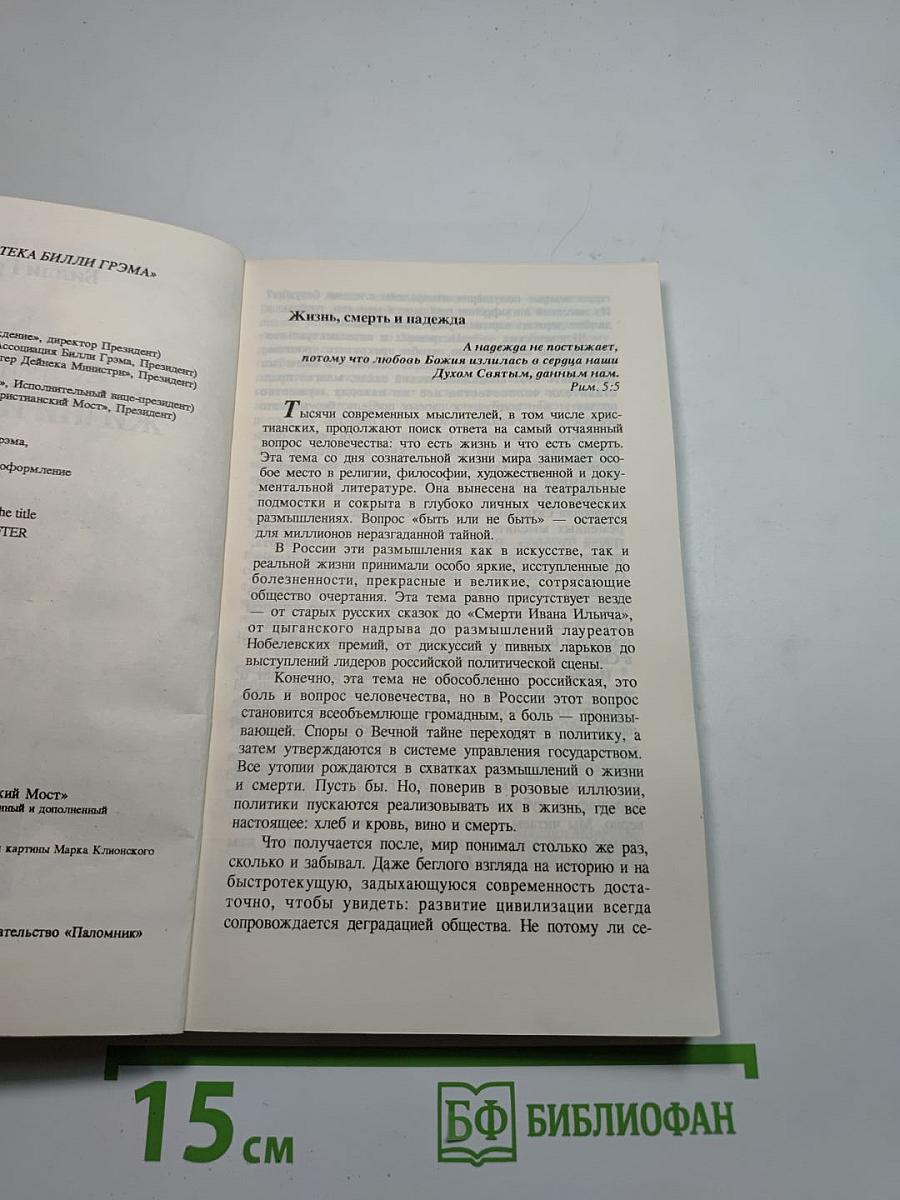 ТЕКА БИЛЛИ ГРЭМА»
дение», директор Президент)
Ассоциация Билли Грэма, Президент)
тер Дейнека Министри», Президент)
», Исполнительный вице-президент)
ристианский Мост», Президент)
рэма,
оформление
he title
TER
кий Мост»
нный и дополненный
картины Марка Клионского
ательство «Паломник»
Жизнь, смерть и надежда
А надежда не постыжает,
потому что любовь Божия излилась в сердца наши
Духом Святым, данным нам.
Рим. 5:5
Тысячи современных мыслителей, в том числе хрис-
тианских, продолжают поиск ответа на самый отчаянный
вопрос человечества: что есть жизнь и что есть смерть.
Эта тема со дня сознательной жизни мира занимает осо-
бое место в религии, философии, художественной и доку-
ментальной литературе. Она вынесена на театральные
подмостки и сокрыта в глубоко личных человеческих
размышлениях. Вопрос «быть или не быть» — остается
для миллионов неразгаданной тайной.
В России эти размышления как в искусстве, так и
реальной жизни принимали особо яркие, исступленные до
болезненности, прекрасные и великие, сотрясающие
общество очертания. Эта тема равно присутствует везде
— от старых русских сказок до «Смерти Ивана Ильича»,
от цыганского надрыва до размышлений лауреатов
Нобелевских премий, от дискуссий у пивных ларьков до
выступлений лидеров российской политической сцены.
Конечно, эта тема не обособленно российская, это
боль и вопрос человечества, но в России этот вопрос
становится всеобъемлюще громадным, а боль — пронизы-
вающей. Споры о Вечной тайне переходят в политику, а
затем утверждаются в системе управления государством.
Все утопии рождаются в схватках размышлений о жизни
и смерти. Пусть бы. Но, поверив в розовые иллюзии,
политики пускаются реализовывать их в жизнь, где все
настоящее: хлеб и кровь, вино и смерть.
Что получается после, мир понимал столько же раз,
сколько и забывал. Даже беглого взгляда на историю и на
быстротекущую, задыхающуюся современность доста-
точно, чтобы увидеть: развитие цивилизации всегда
сопровождается деградацией общества. Не потому ли се-
15 см
БФ БИБЛИОФАН